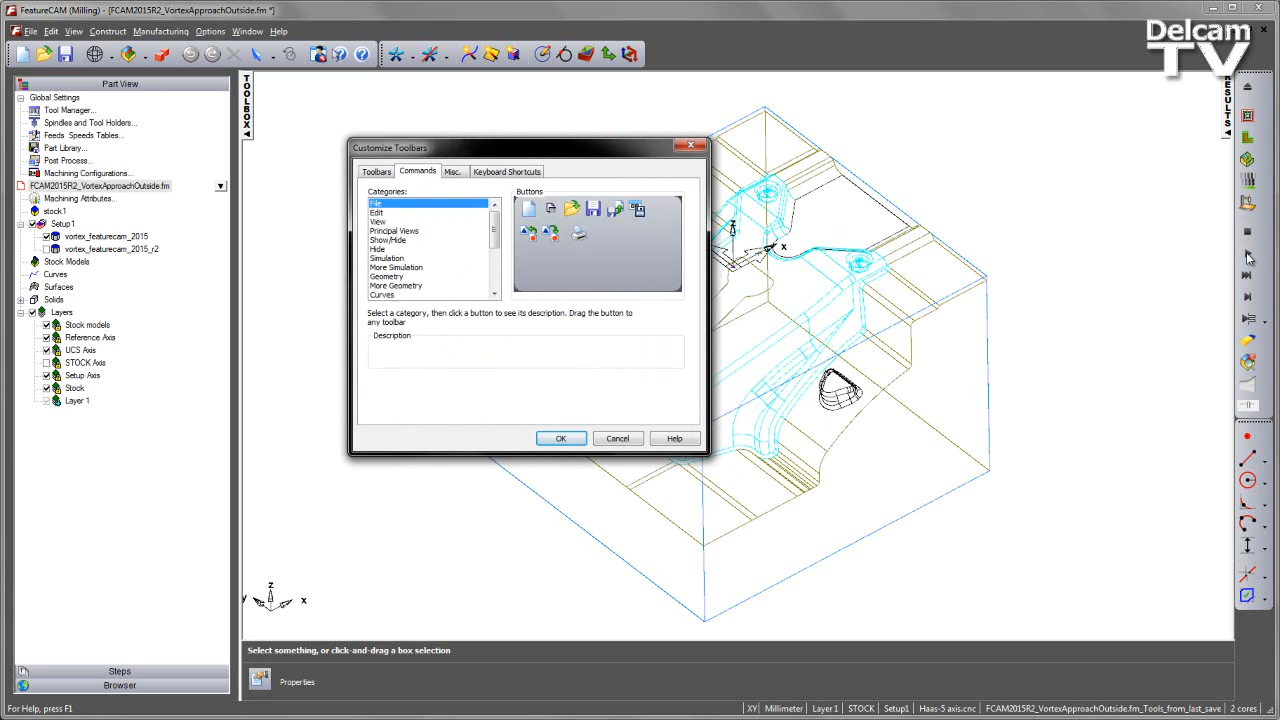 FeatureCAM (Milling) - [FCAM2015R2_VortexApproachOutside.fm *]
File Edit View Construct Manufacturing Options Window Help
Delcam
TV
Part View
TOOLBOX
RESULTS
Global Settings
Tool Manager...
Spindles and Tool Holders...
Feeds Speeds Tables...
Part Library...
Post Process...
Machining Configurations...
FCAM2015R2_VortexApproachOutside.fm
Machining Attributes...
stock1
Setup1
vortex_featurecam_2015
vortex_featurecam_2015_r2
Stock Models
Curves
Surfaces
Solids
Layers
Stock models
Reference Axis
UCS Axis
STOCK Axis
Setup Axis
Stock
Layer 1
Customize Toolbars
Toolbars Commands Misc. Keyboard Shortcuts
Categories:
Buttons
File
Edit
View
Principal Views
Show/Hide
Hide
Simulation
More Simulation
Geometry
More Geometry
Curves
Select a category, then click a button to see its description. Drag the button to
any toolbar
Description
OK Cancel Help
z
x
z
y
x
Steps
Browser
Select something, or click-and-drag a box selection
Properties
For Help, press F1
XY Millimeter Layer 1 STOCK Setup1 Haas-5 axis.cnc FCAM2015R2_VortexApproachOutside.fm_Tools_from_last_save 2 cores